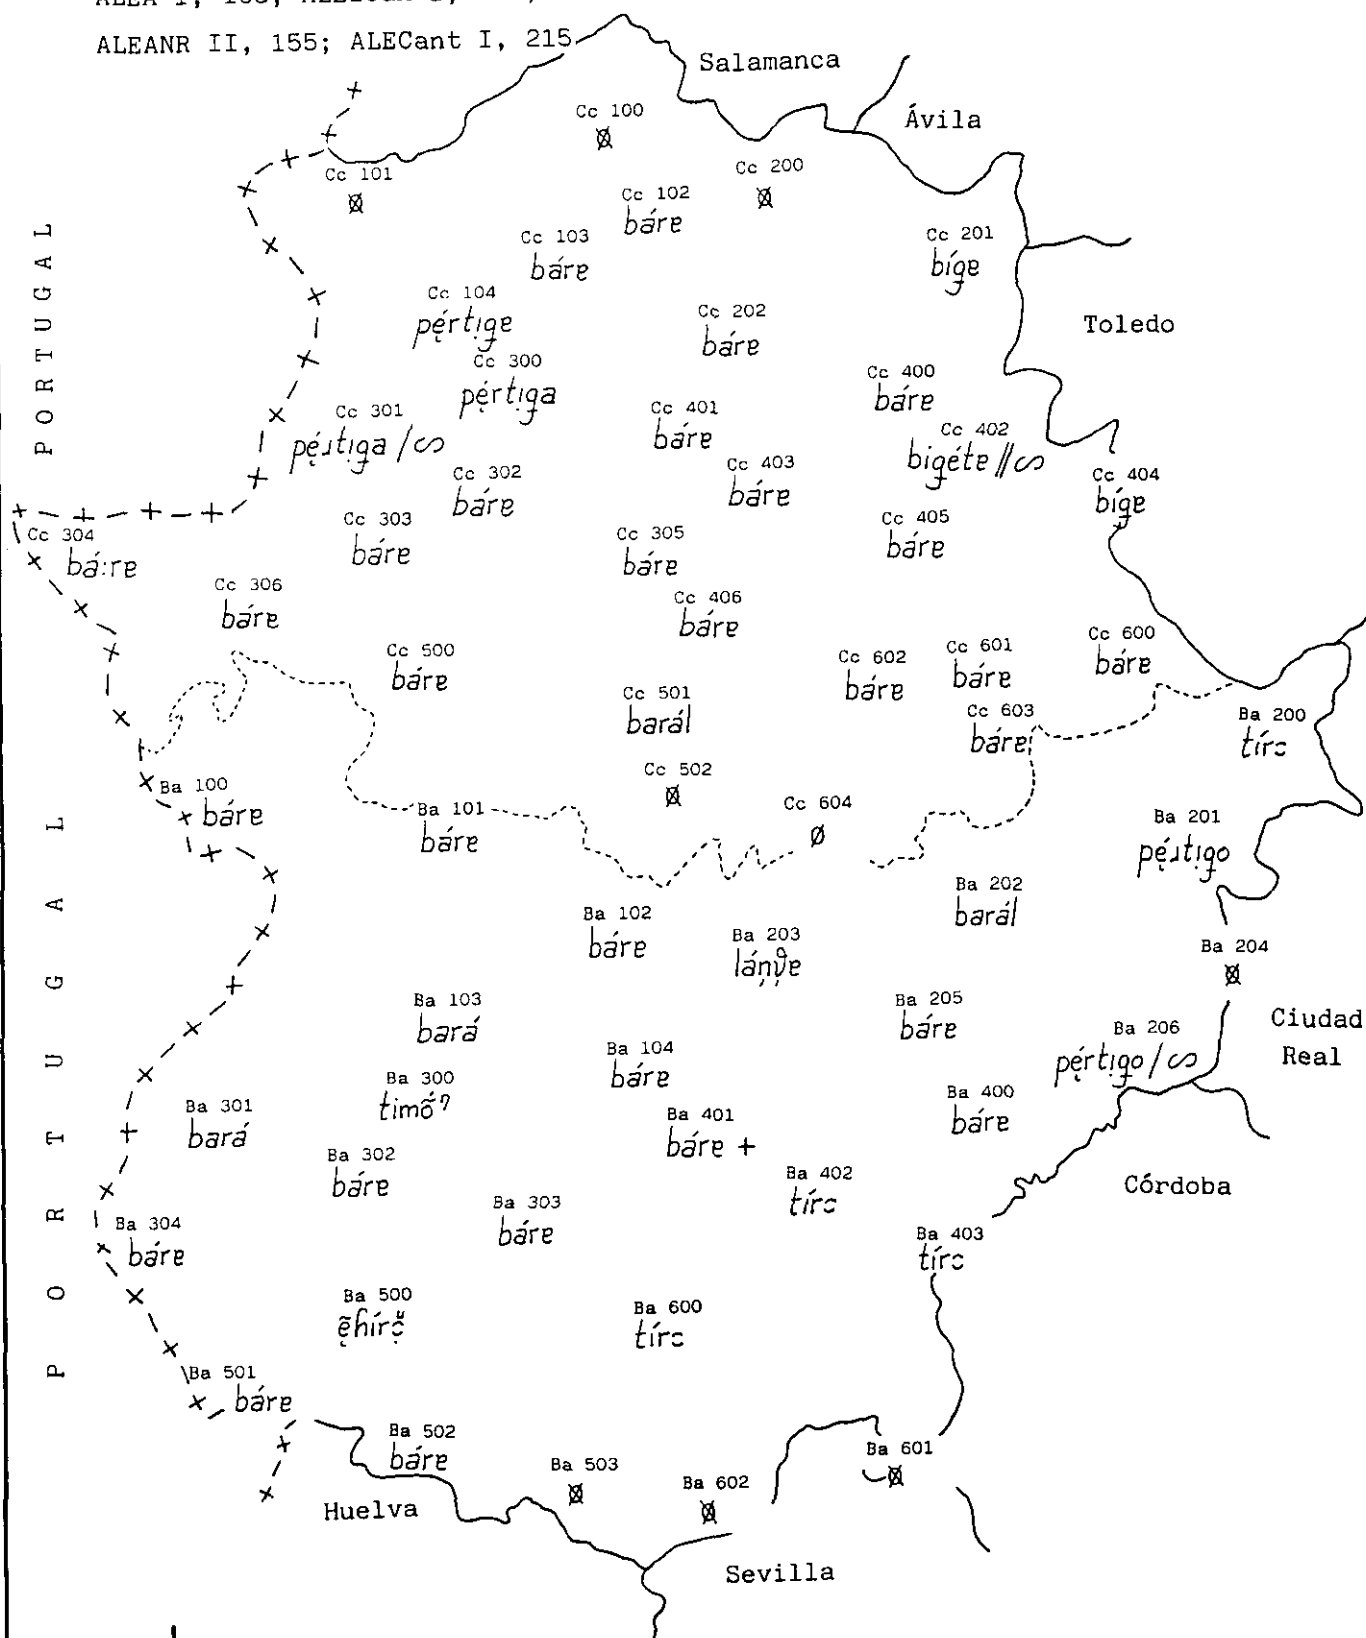 ALEANR II, 155; ALECant I, 215
Salamanca
Ávila
Cc 100
Cc 101
Cc 200
Cc 102
báre
Cc 103
báre
Cc 201
bíge
PORTUGAL
Cc 104
pértige
Cc 202
báre
Toledo
Cc 300
pértiga
Cc 400
báre
Cc 301
péɹtiga / ᔕ
Cc 401
báre
Cc 402
bigéte // ᔕ
Cc 302
báre
Cc 403
báre
Cc 404
bíge
Cc 303
báre
Cc 405
báre
Cc 304
bá:re
Cc 305
báre
Cc 306
báre
Cc 406
báre
Cc 500
báre
Cc 602
báre
Cc 601
báre
Cc 600
báre
Cc 501
barál
Cc 603
báre
Ba 200
tírɔ
Cc 502
Ba 100
báre
Ba 101
báre
Cc 604
ø
Ba 201
péɹtigo
PORTUGAL
Ba 202
barál
Ba 102
báre
Ba 203
lánθe
Ba 204
Ba 103
bará
Ba 205
báre
Ciudad
Real
Ba 206
pértigo / ᔕ
Ba 104
báre
Ba 300
timṍᵑ
Ba 400
báre
Ba 301
bará
Ba 401
báre +
Ba 302
báre
Ba 402
tírɔ
Córdoba
Ba 303
báre
Ba 304
báre
Ba 403
tírɔ
Ba 500
Ba 600
tírɔ
Ba 501
báre
Ba 502
báre
Ba 503
Ba 602
Ba 601
Huelva
Sevilla